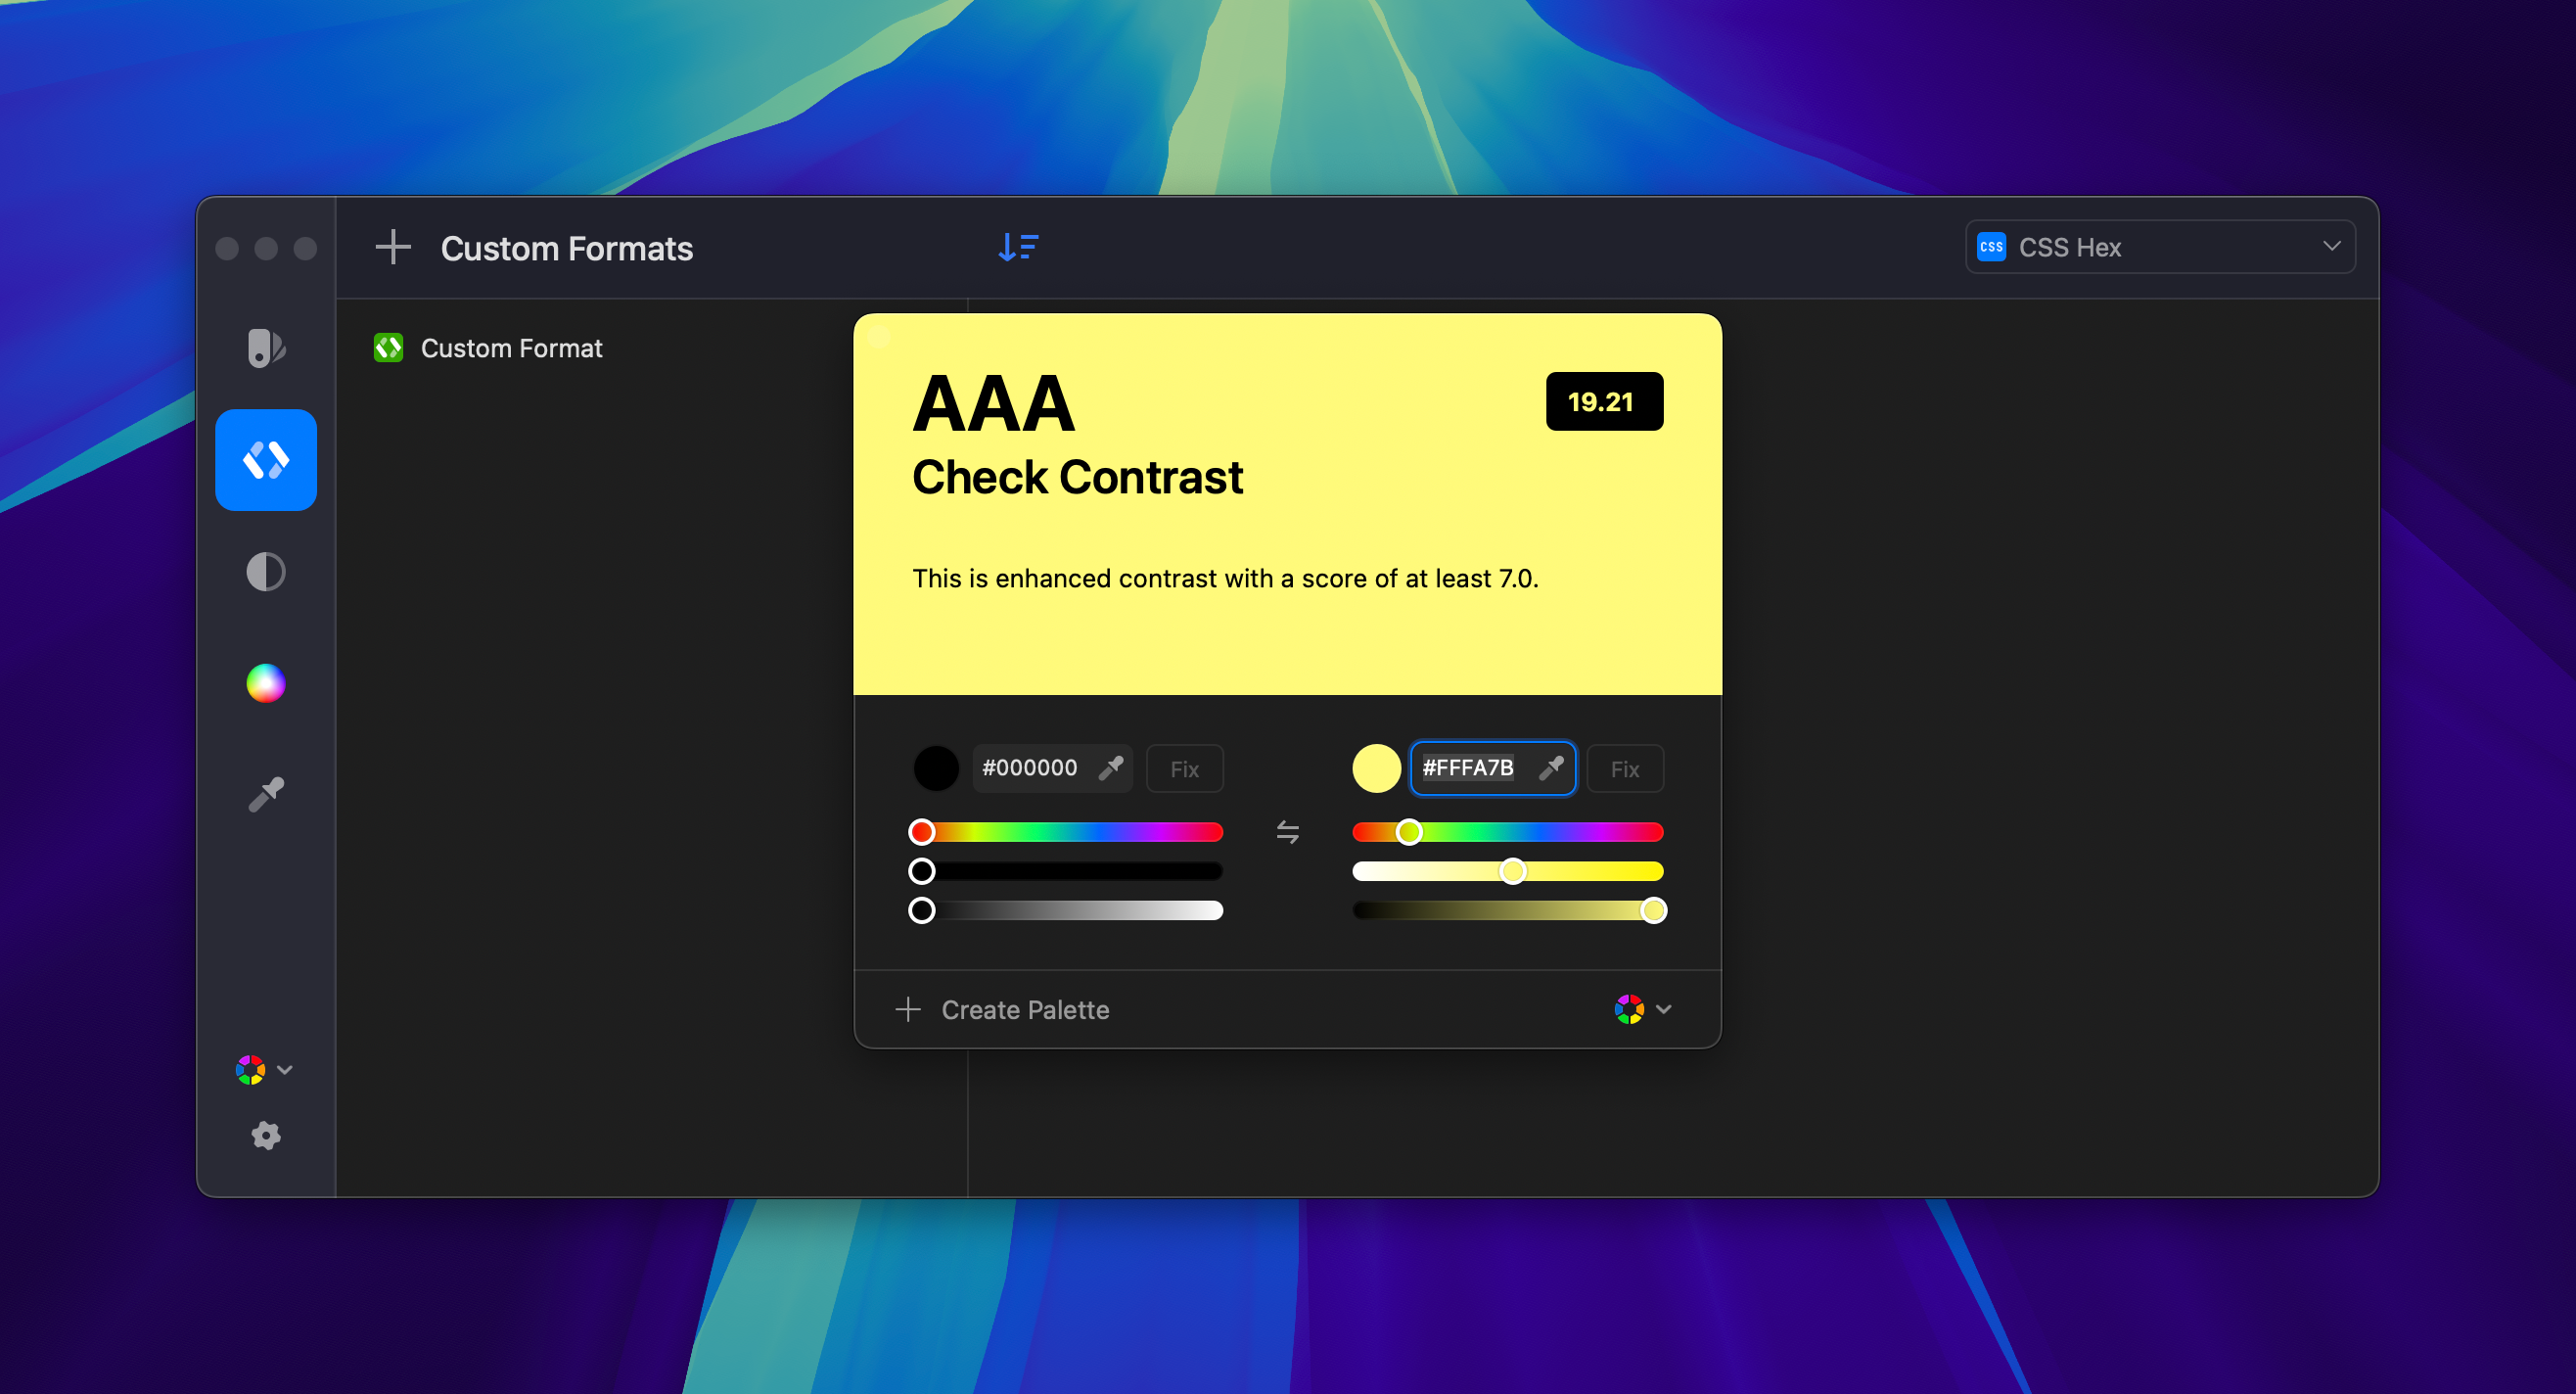 Custom Formats
CSS CSS Hex
Custom Format
AAA
19.21
Check Contrast
This is enhanced contrast with a score of at least 7.0.
#000000
Fix
#FFFA7B
Fix
Create Palette